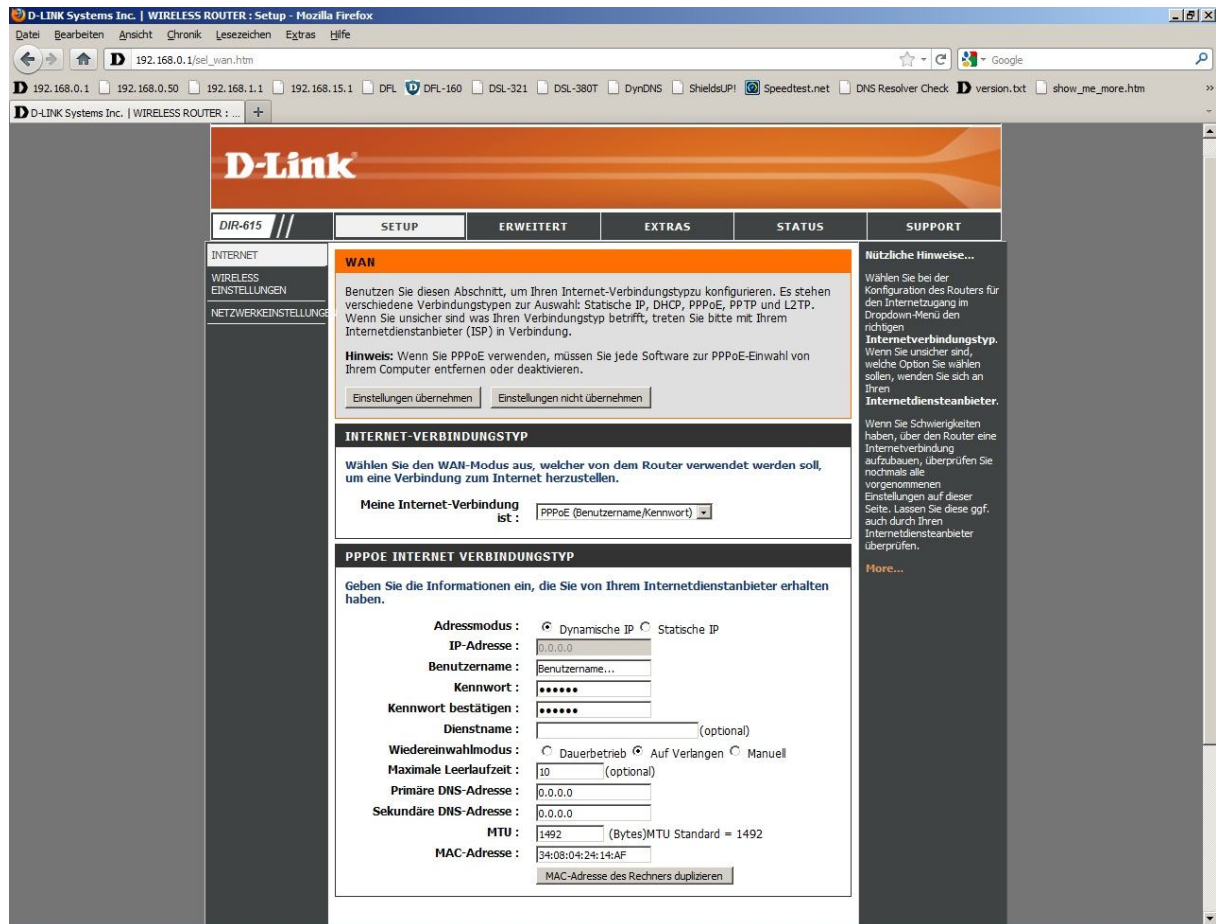 D-LINK Systems Inc. | WIRELESS ROUTER : Setup - Mozilla Firefox
Datei Bearbeiten Ansicht Chronik Lesezeichen Extras Hilfe
192.168.0.1/sel_wan.htm
Google
192.168.0.1 192.168.0.50 192.168.1.1 192.168.15.1 DFL DFL-160 DSL-321 DSL-380T DynDNS ShieldsUP! Speedtest.net DNS Resolver Check version.txt show_me_more.htm »
D-LINK Systems Inc. | WIRELESS ROUTER : ... +
D-Link
DIR-615 // SETUP ERWEITERT EXTRAS STATUS SUPPORT
INTERNET
WIRELESS
EINSTELLUNGEN
NETZWERKEINSTELLUNGE
WAN
Benutzen Sie diesen Abschnitt, um Ihren Internet-Verbindungstypzu konfigurieren. Es stehen
verschiedene Verbindungstypen zur Auswahl: Statische IP, DHCP, PPPoE, PPTP und L2TP.
Wenn Sie unsicher sind was Ihren Verbindungstyp betrifft, treten Sie bitte mit Ihrem
Internetdienstanbieter (ISP) in Verbindung.
Hinweis: Wenn Sie PPPoE verwenden, müssen Sie jede Software zur PPPoE-Einwahl von
Ihrem Computer entfernen oder deaktivieren.
Einstellungen übernehmen Einstellungen nicht übernehmen
INTERNET-VERBINDUNGSTYP
Wählen Sie den WAN-Modus aus, welcher von dem Router verwendet werden soll,
um eine Verbindung zum Internet herzustellen.
Meine Internet-Verbindung
ist : PPPoE (Benutzername/Kennwort)
PPPOE INTERNET VERBINDUNGSTYP
Geben Sie die Informationen ein, die Sie von Ihrem Internetdienstanbieter erhalten
haben.
Adressmodus : Dynamische IP Statische IP
IP-Adresse : 0.0.0.0
Benutzername : Benutzername...
Kennwort : ••••••
Kennwort bestätigen : ••••••
Dienstname : (optional)
Wiedereinwahlmodus : Dauerbetrieb Auf Verlangen Manuell
Maximale Leerlaufzeit : 10 (optional)
Primäre DNS-Adresse : 0.0.0.0
Sekundäre DNS-Adresse : 0.0.0.0
MTU : 1492 (Bytes)MTU Standard = 1492
MAC-Adresse : 34:08:04:24:14:AF
MAC-Adresse des Rechners duplizieren
Nützliche Hinweise...
Wählen Sie bei der
Konfiguration des Routers für
den Internetzugang im
Dropdown-Menü den
richtigen
Internetverbindungstyp.
Wenn Sie unsicher sind,
welche Option Sie wählen
sollen, wenden Sie sich an
Ihren
Internetdiensteanbieter.
Wenn Sie Schwierigkeiten
haben, über den Router eine
Internetverbindung
aufzubauen, überprüfen Sie
nochmals alle
vorgenommenen
Einstellungen auf dieser
Seite. Lassen Sie diese ggf.
auch durch Ihren
Internetdiensteanbieter
überprüfen.
More...